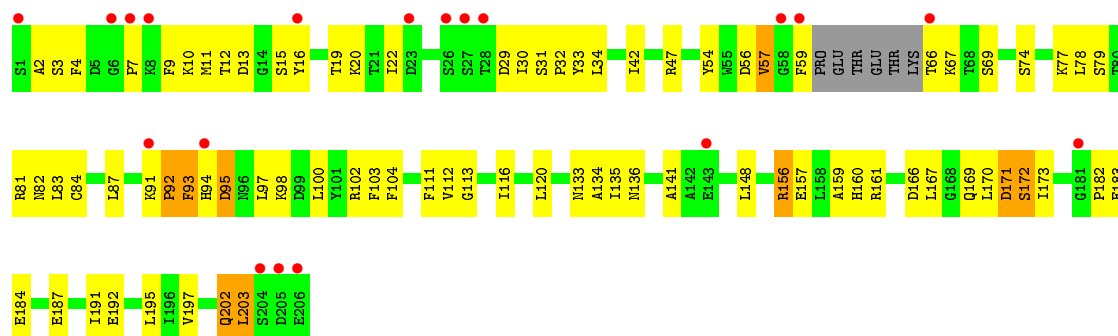 S1 A2 S3 F4 D5 G6 P7 K8 F9 K10 M11 T12 D13 G14 S15 Y16 T19 K20 T21 I22 D23 S26 S27 T28 D29 I30 S31 P32 Y33 L34 I42 R47 Y54 W55 D56 V57 G58 F59 PRO GLU THR GLU THR LYS T66 K67 T68 S69 S74 K77 L78 S79
R81 N82 L83 C84 L87 K91 P92 F93 H94 D95 N96 L97 K98 D99 L100 Y101 R102 F103 F104 F111 V112 G113 I116 L120 N133 A134 I135 N136 A141 A142 E143 L148 R156 E157 L158 A159 H160 R161 D166 L167 G168 Q169 L170 D171 S172 I173 G181 P182
E184 E187 I191 E192 L195 I196 V197 Q202 L203 S204 D205 E206